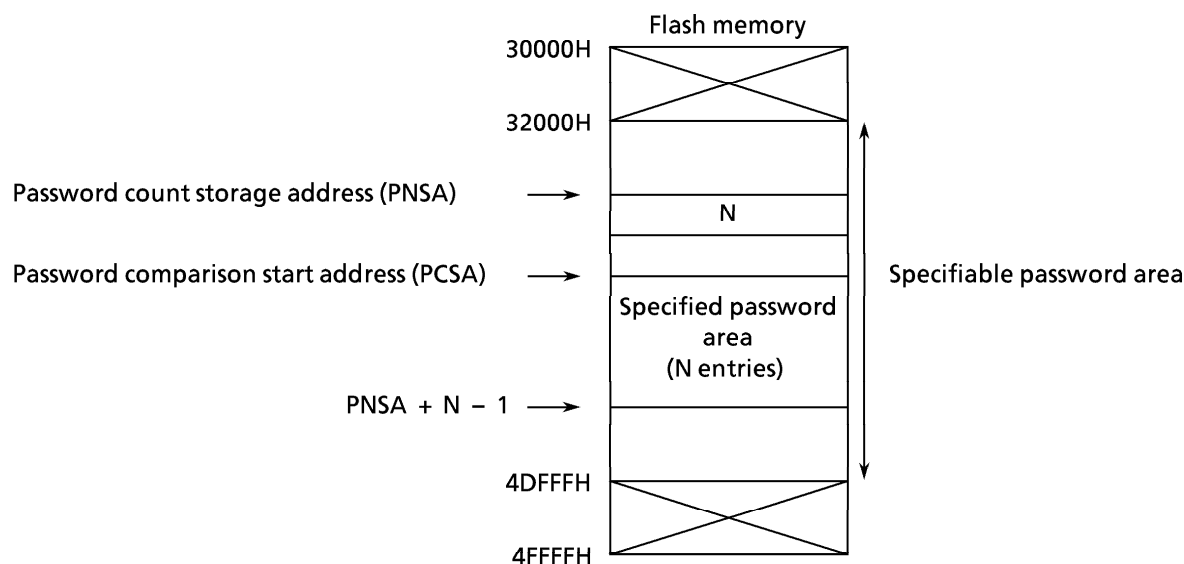 Flash memory
30000H
32000H
Password count storage address (PNSA)
N
Password comparison start address (PCSA)
Specifiable password area
Specified password
area
(N entries)
PNSA + N − 1
4DFFFH
4FFFFH